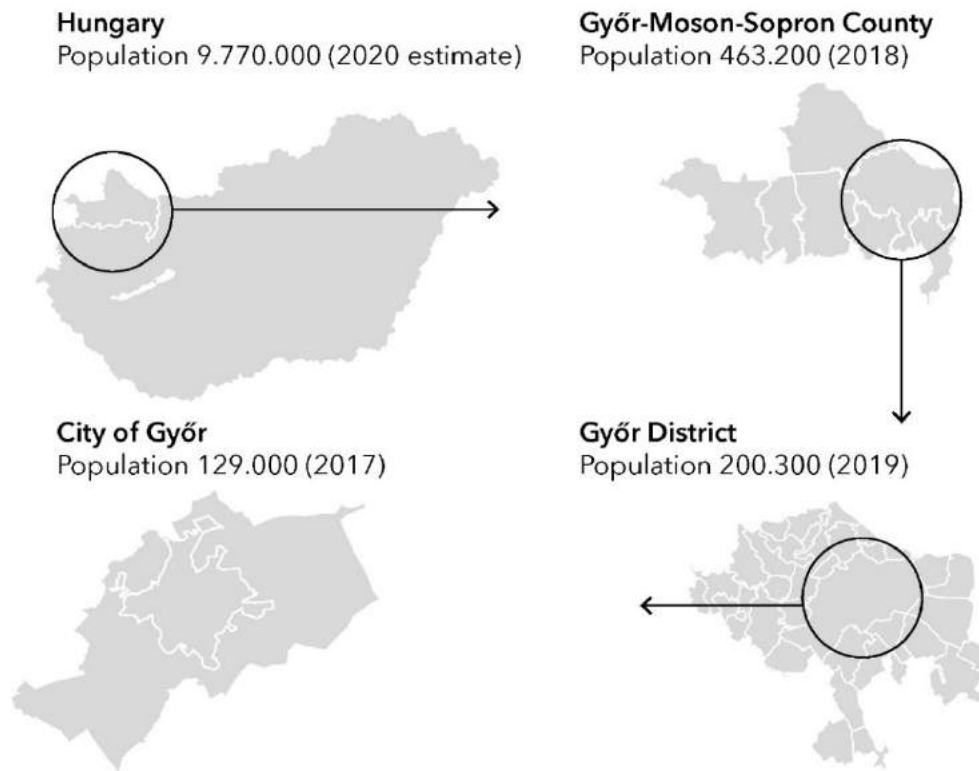 Hungary
Population 9.770.000 (2020 estimate)
Győr-Moson-Sopron County
Population 463.200 (2018)
City of Győr
Population 129.000 (2017)
Győr District
Population 200.300 (2019)